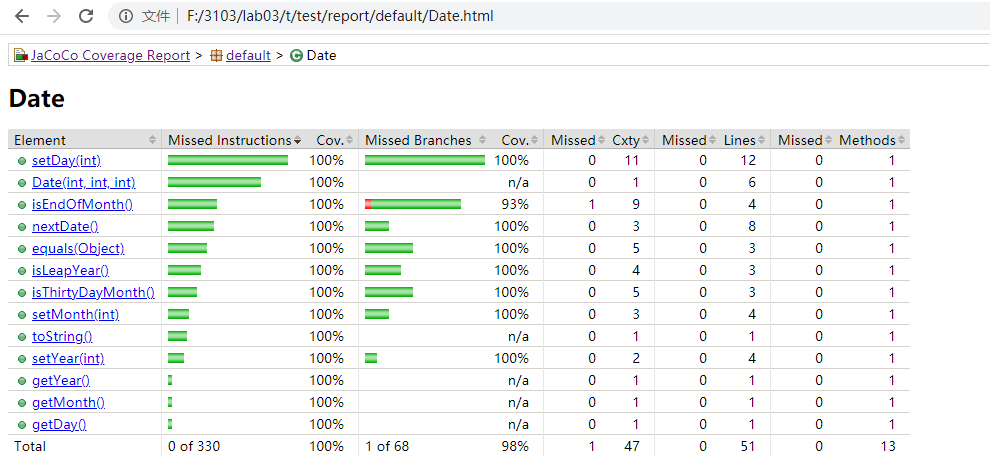 文件 F:/3103/lab03/t/test/report/default/Date.html
JaCoCo Coverage Report > default > Date
Date
Element Missed Instructions Cov. Missed Branches Cov. Missed Cxty Missed Lines Missed Methods
setDay(int) 100% 100% 0 11 0 12 0 1
Date(int, int, int) 100% n/a 0 1 0 6 0 1
isEndOfMonth() 100% 93% 1 9 0 4 0 1
nextDate() 100% 100% 0 3 0 8 0 1
equals(Object) 100% 100% 0 5 0 3 0 1
isLeapYear() 100% 100% 0 4 0 3 0 1
isThirtyDayMonth() 100% 100% 0 5 0 3 0 1
setMonth(int) 100% 100% 0 3 0 4 0 1
toString() 100% n/a 0 1 0 1 0 1
setYear(int) 100% 100% 0 2 0 4 0 1
getYear() 100% n/a 0 1 0 1 0 1
getMonth() 100% n/a 0 1 0 1 0 1
getDay() 100% n/a 0 1 0 1 0 1
Total 0 of 330 100% 1 of 68 98% 1 47 0 51 0 13